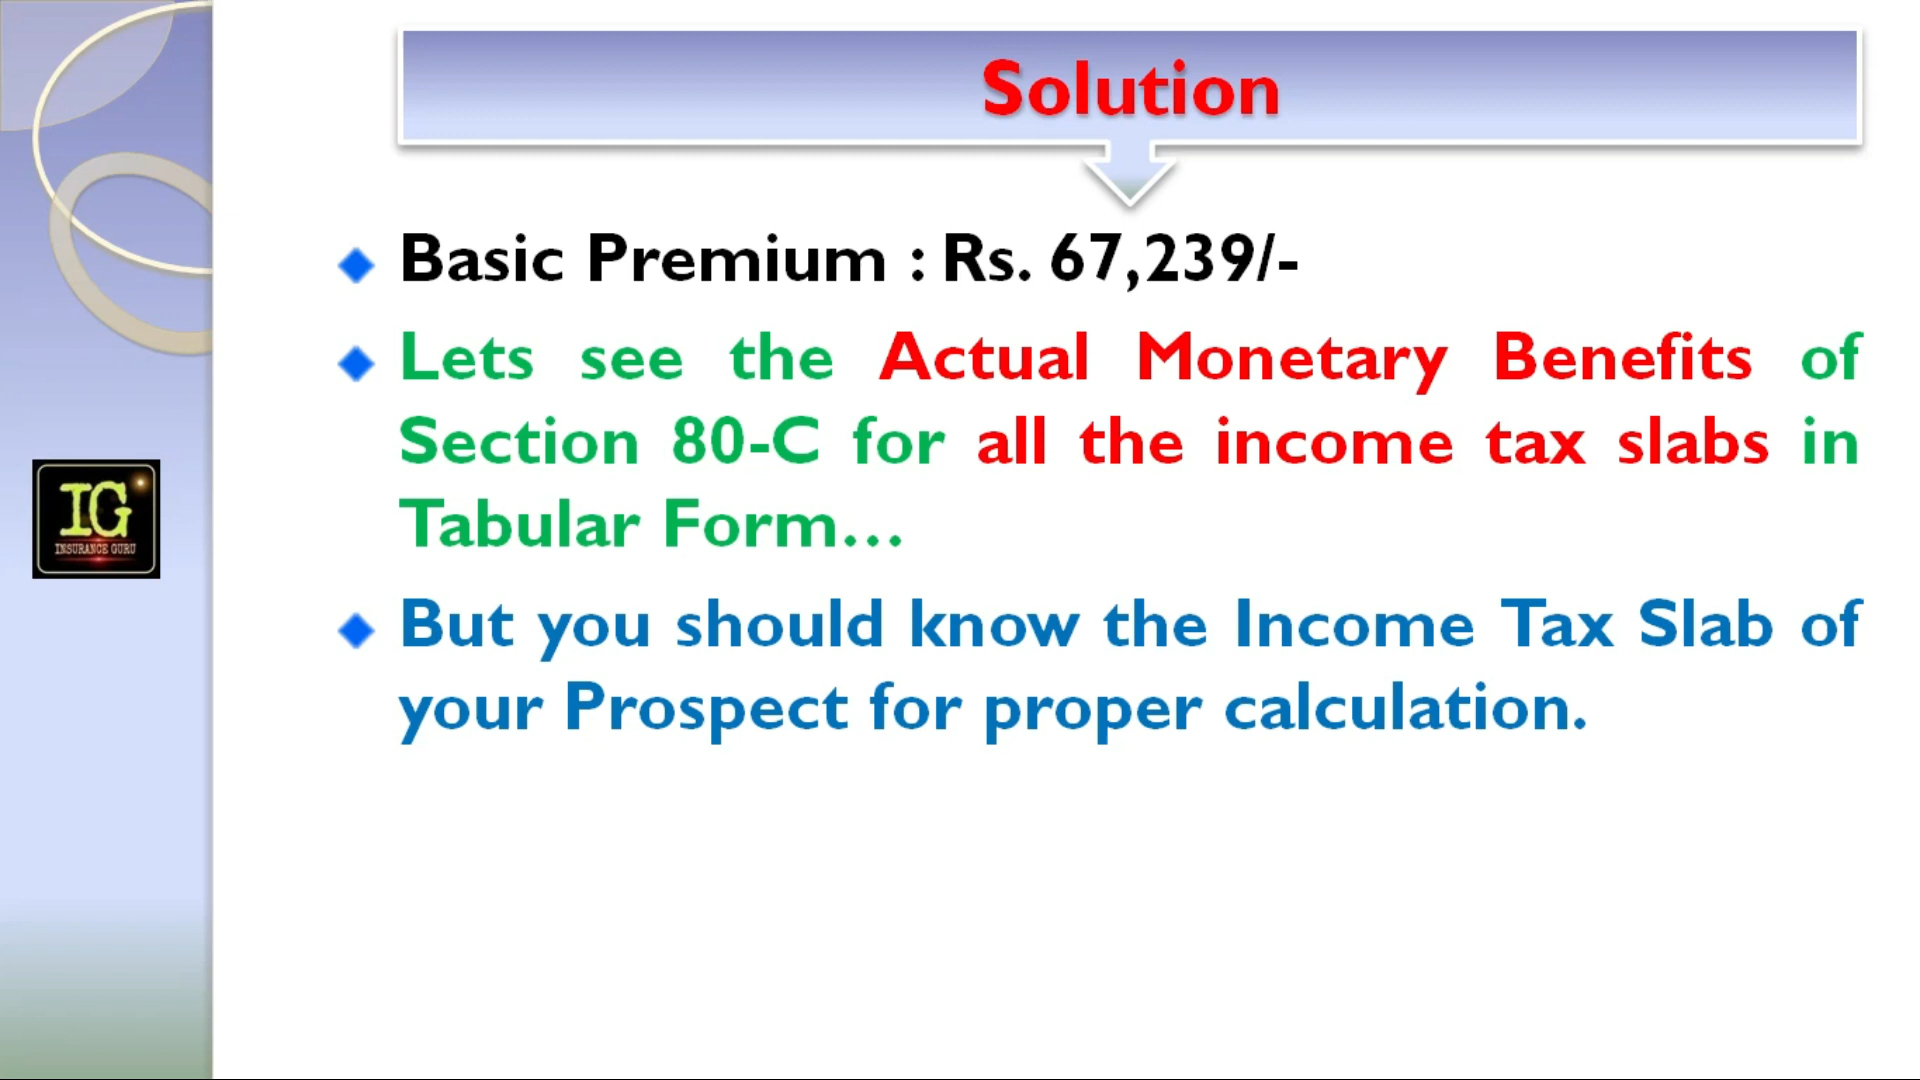 Solution
Basic Premium : Rs. 67,239/-
Lets see the Actual Monetary Benefits of
Section 80-C for all the income tax slabs in
Tabular Form...
But you should know the Income Tax Slab of
your Prospect for proper calculation.
IG
INSURANCE GURU